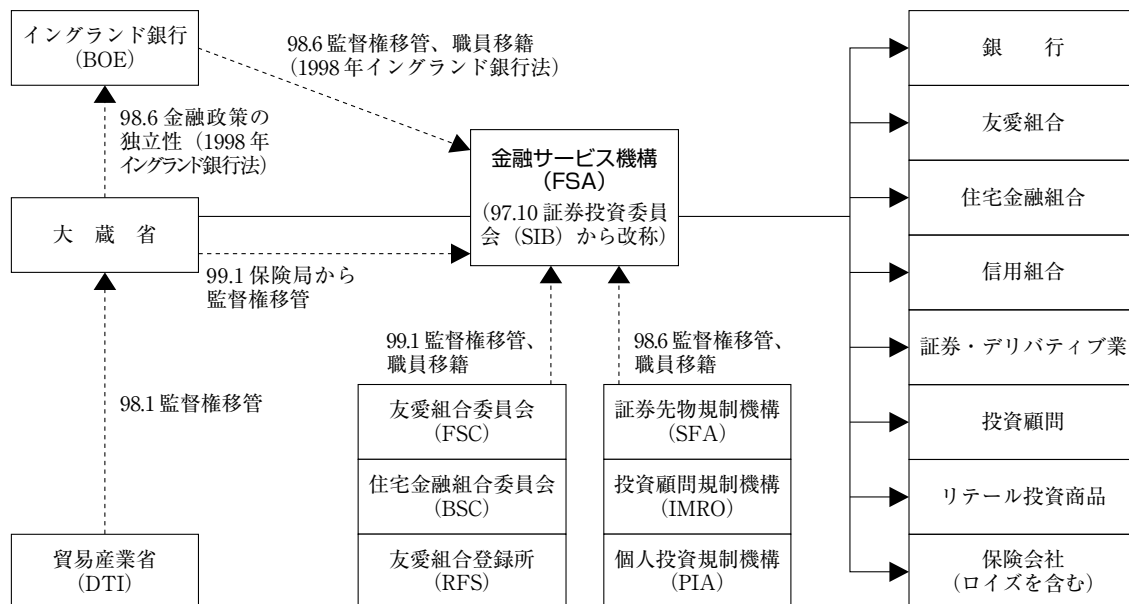 イングランド銀行
(BOE)
98.6 監督権移管、職員移籍
(1998 年イングランド銀行法)
98.6 金融政策の
独立性（1998 年
イングランド銀行法)
大 蔵 省
99.1 保険局から
監督権移管
98.1 監督権移管
貿易産業省
(DTI)
金融サービス機構
(FSA)
(97.10 証券投資委員
会（SIB）から改称)
99.1 監督権移管、
職員移籍
友愛組合委員会
(FSC)
住宅金融組合委員会
(BSC)
友愛組合登録所
(RFS)
98.6 監督権移管、
職員移籍
証券先物規制機構
(SFA)
投資顧問規制機構
(IMRO)
個人投資規制機構
(PIA)
銀　行
友愛組合
住宅金融組合
信用組合
証券・デリバティブ業
投資顧問
リテール投資商品
保険会社
(ロイズを含む)